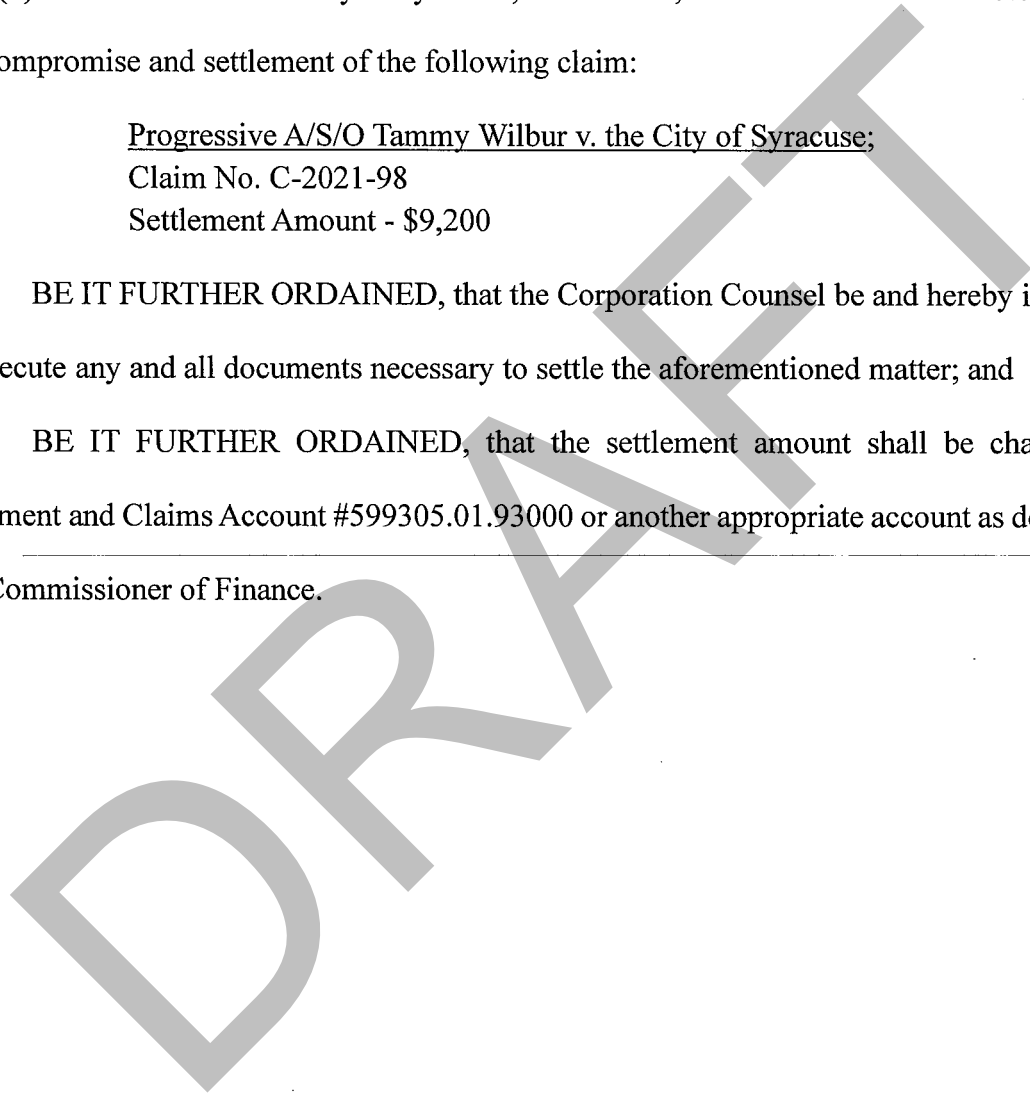 ompromise and settlement of the following claim:
Progressive A/S/O Tammy Wilbur v. the City of Syracuse;
Claim No. C-2021-98
Settlement Amount - $9,200
BE IT FURTHER ORDAINED, that the Corporation Counsel be and hereby i
ecute any and all documents necessary to settle the aforementioned matter; and
BE IT FURTHER ORDAINED, that the settlement amount shall be cha
ment and Claims Account #599305.01.93000 or another appropriate account as d
Commissioner of Finance.
DRAFT